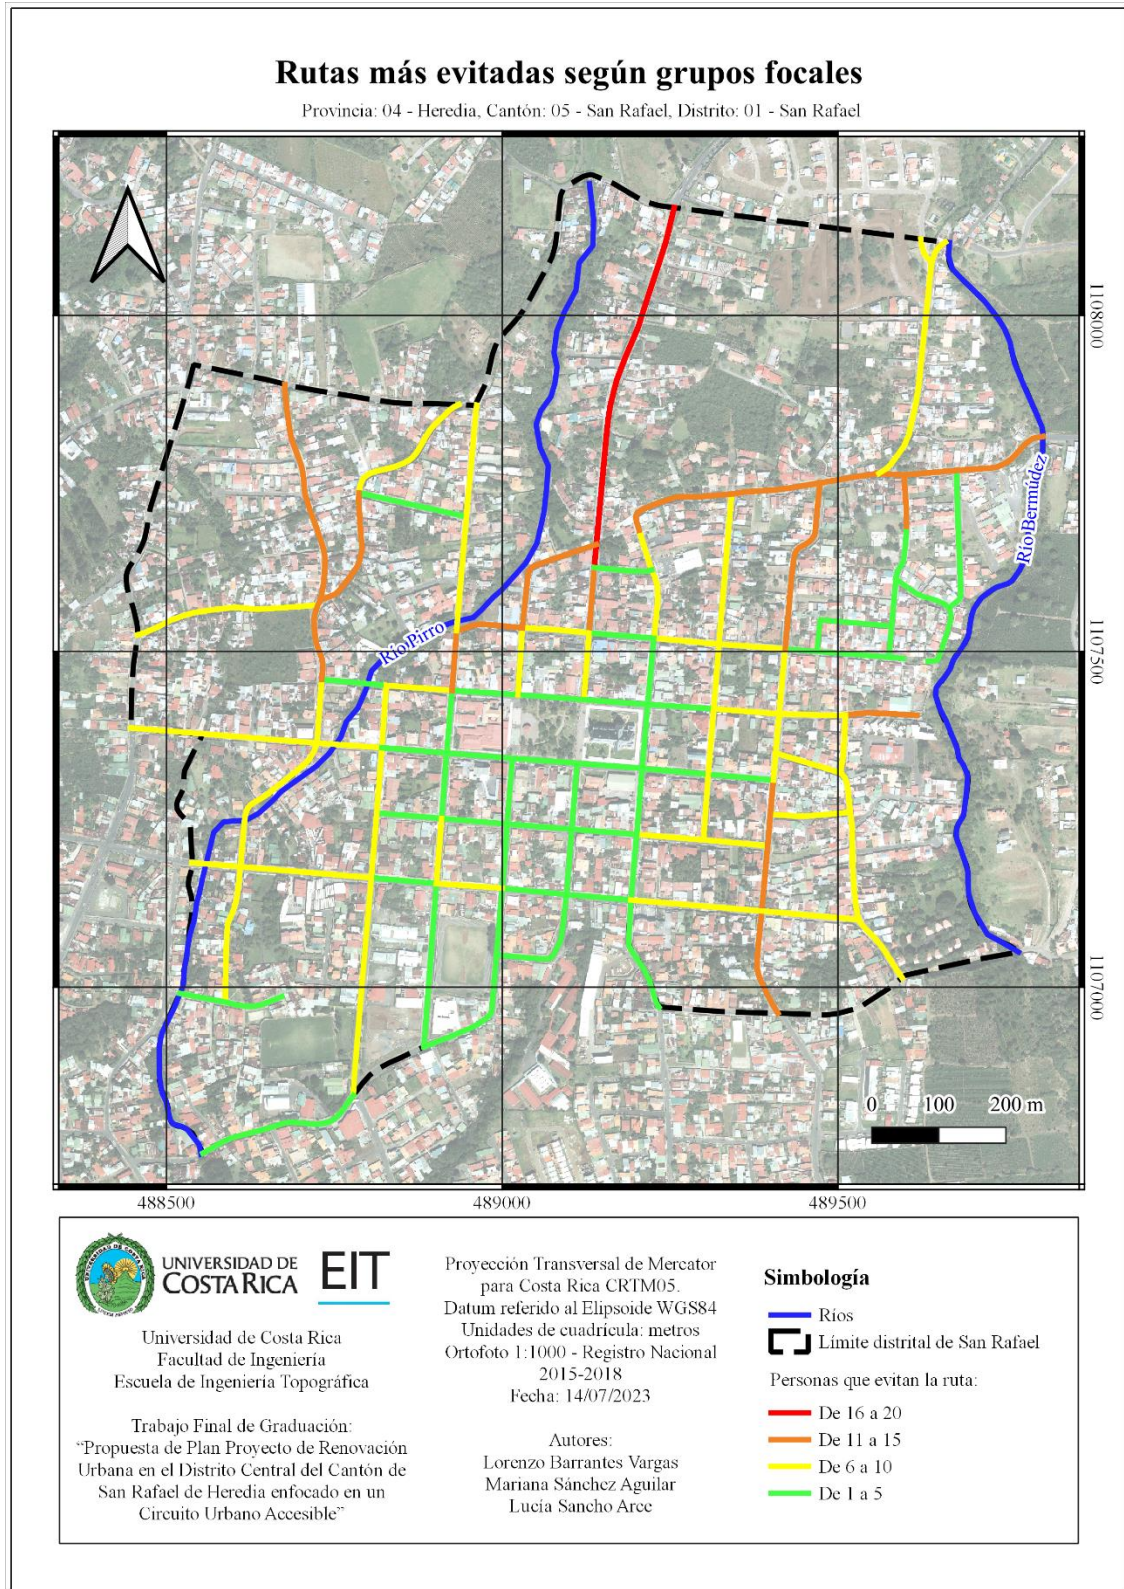 Rutas más evitadas según grupos focales
Provincia: 04 - Heredia, Cantón: 05 - San Rafael, Distrito: 01 - San Rafael
1108000
Río Bermúdez
Río Pirro
1107500
1107000
0 100 200 m
488500 489000 489500
UNIVERSIDAD DE
COSTA RICA
EIT
Universidad de Costa Rica
Facultad de Ingeniería
Escuela de Ingeniería Topográfica
Trabajo Final de Graduación:
“Propuesta de Plan Proyecto de Renovación
Urbana en el Distrito Central del Cantón de
San Rafael de Heredia enfocado en un
Circuito Urbano Accesible”
Proyección Transversal de Mercator
para Costa Rica CRTM05.
Datum referido al Elipsoide WGS84
Unidades de cuadrícula: metros
Ortofoto 1:1000 - Registro Nacional
2015-2018
Fecha: 14/07/2023
Autores:
Lorenzo Barrantes Vargas
Mariana Sánchez Aguilar
Lucía Sancho Arce
Simbología
Ríos
Límite distrital de San Rafael
Personas que evitan la ruta:
De 16 a 20
De 11 a 15
De 6 a 10
De 1 a 5